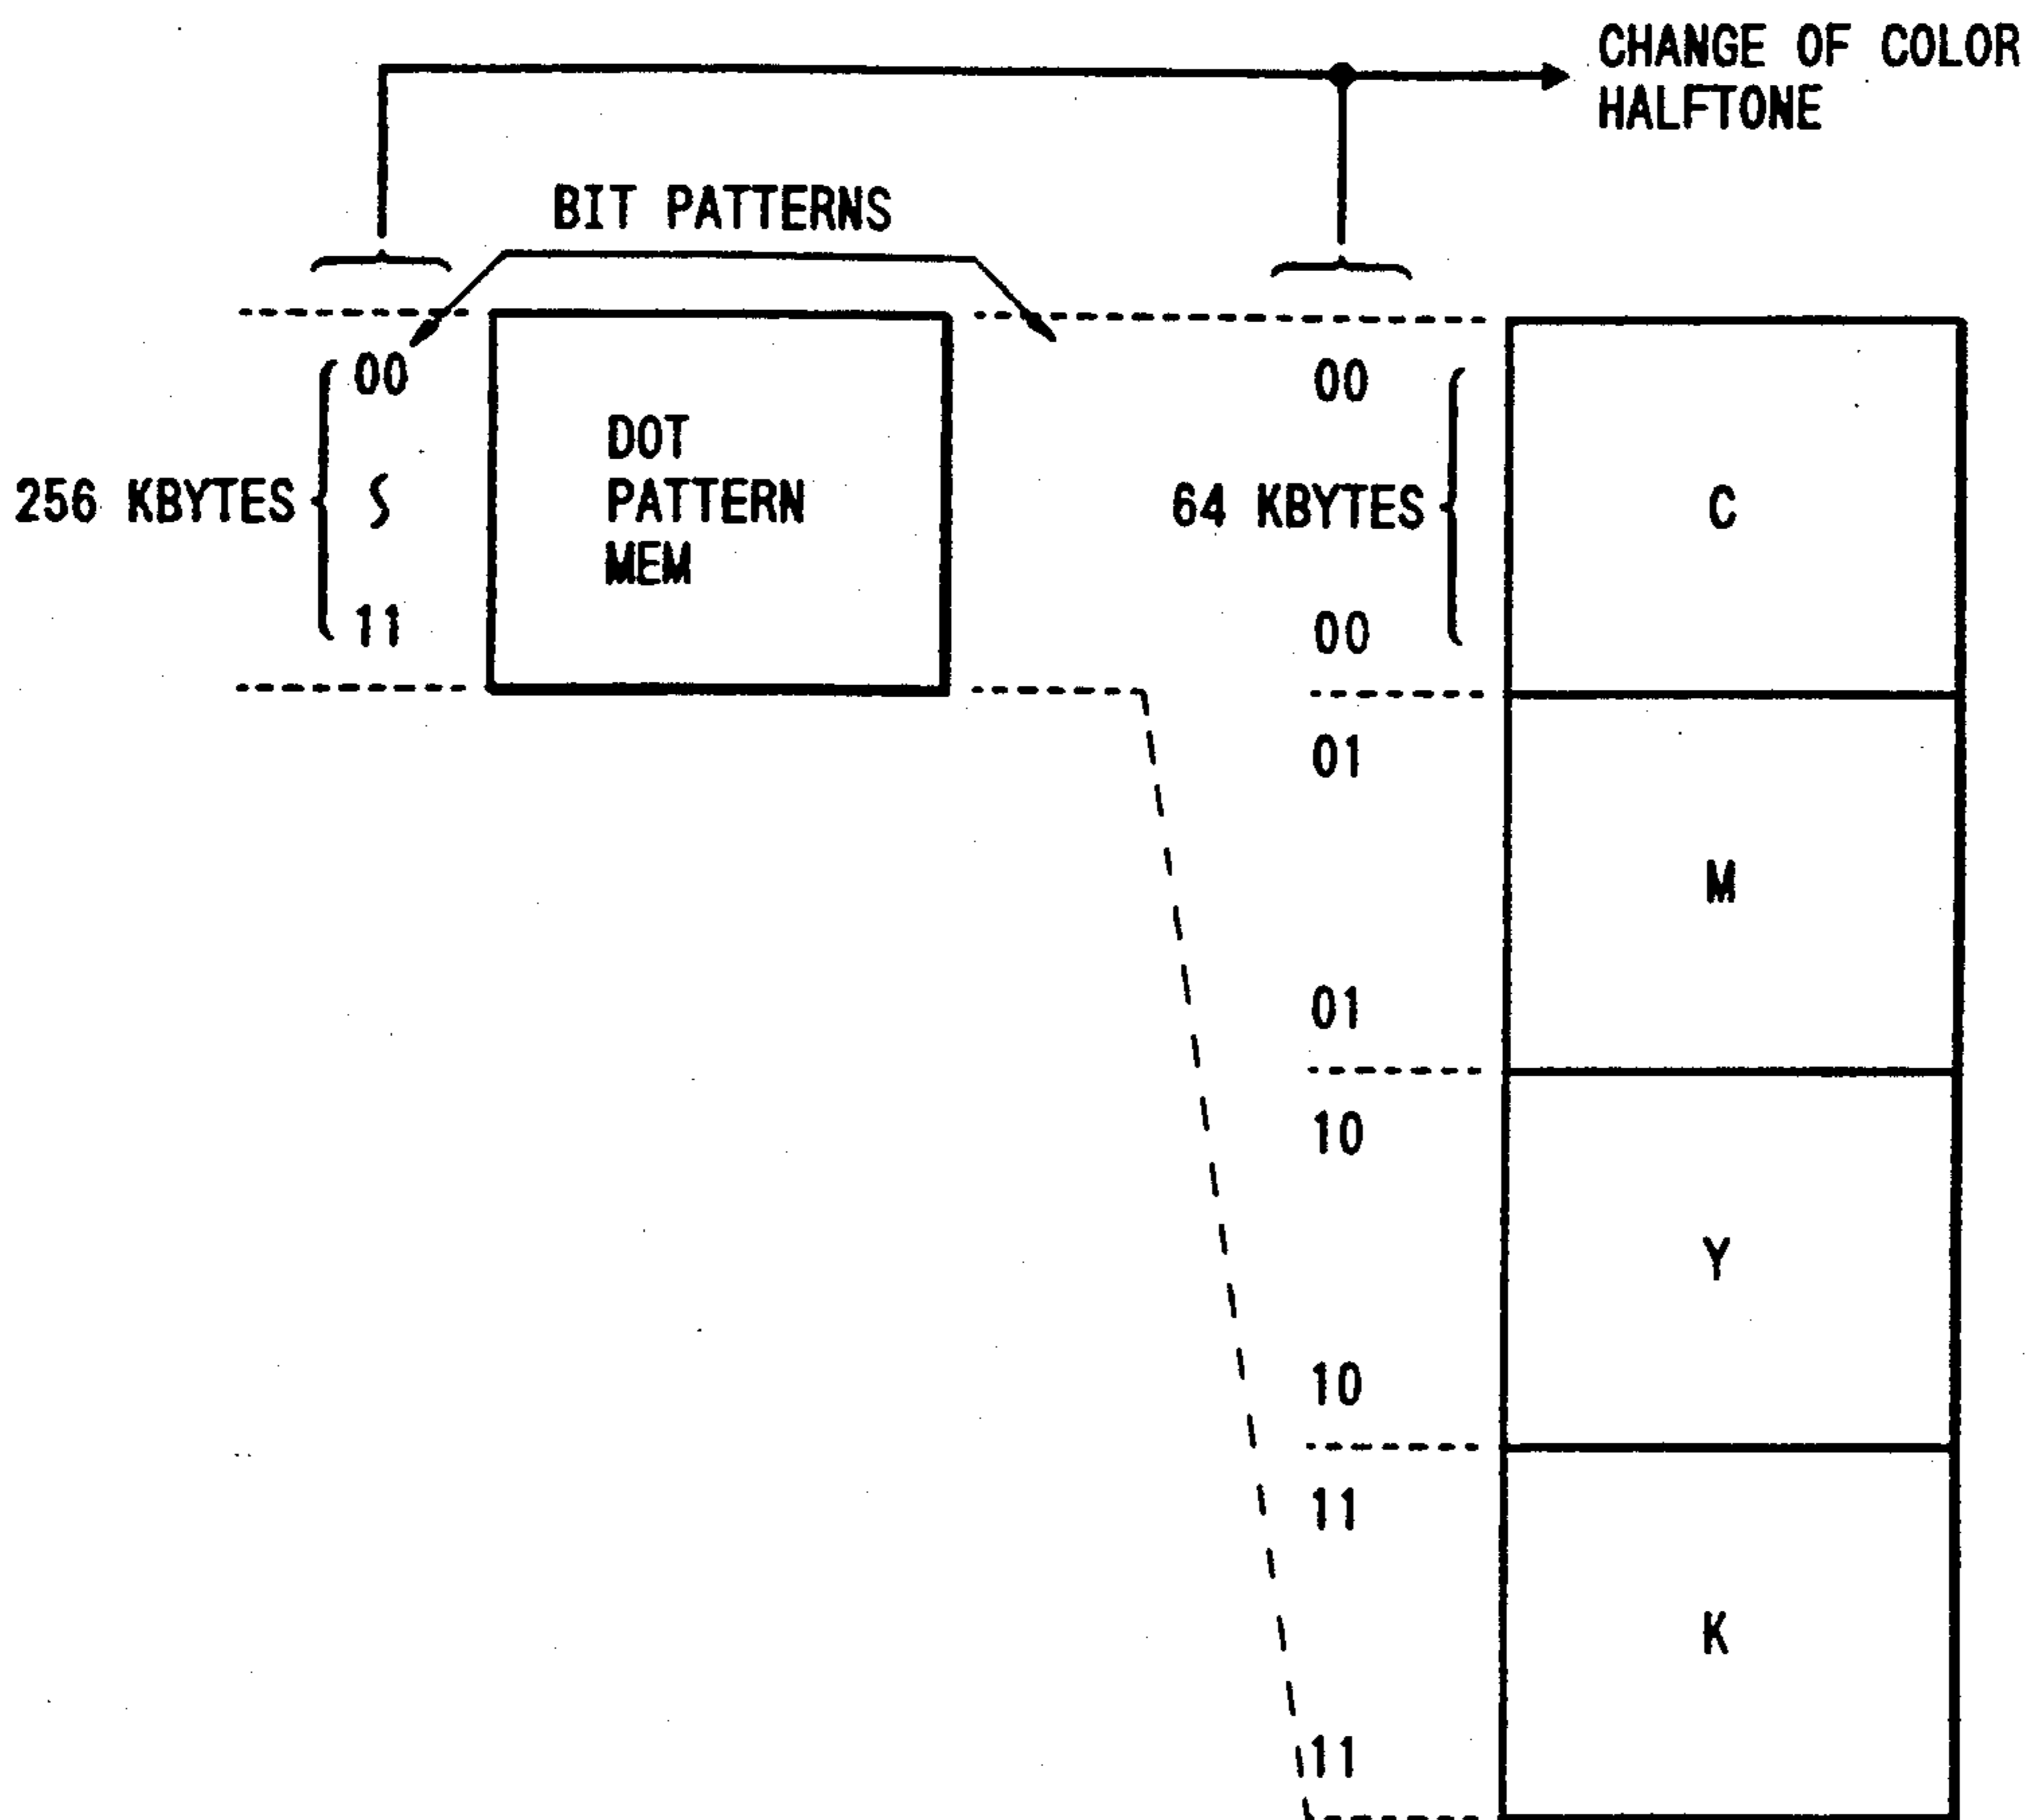 CHANGE OF COLOR
HALFTONE
BIT PATTERNS
00
00
DOT
PATTERN
MEM
256 KBYTES
64 KBYTES
C
11
00
01
M
01
10
Y
10
11
K
11